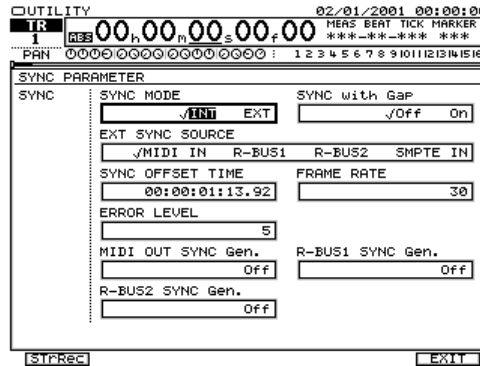 UTILITY 02/01/2001 00:00:00
TR 1 ABS 00h00m00s00f00 MEAS BEAT TICK MARKER
***-**-*** ***
PAN 1 2 3 4 5 6 7 8 9 10 11 12 13 14 15 16
SYNC PARAMETER
SYNC
SYNC MODE SYNC with Gap
√INT EXT √Off On
EXT SYNC SOURCE
√MIDI IN R-BUS1 R-BUS2 SMPTE IN
SYNC OFFSET TIME FRAME RATE
00:00:01:13.92 30
ERROR LEVEL
5
MIDI OUT SYNC Gen. R-BUS1 SYNC Gen.
Off Off
R-BUS2 SYNC Gen.
Off
STrRec EXIT